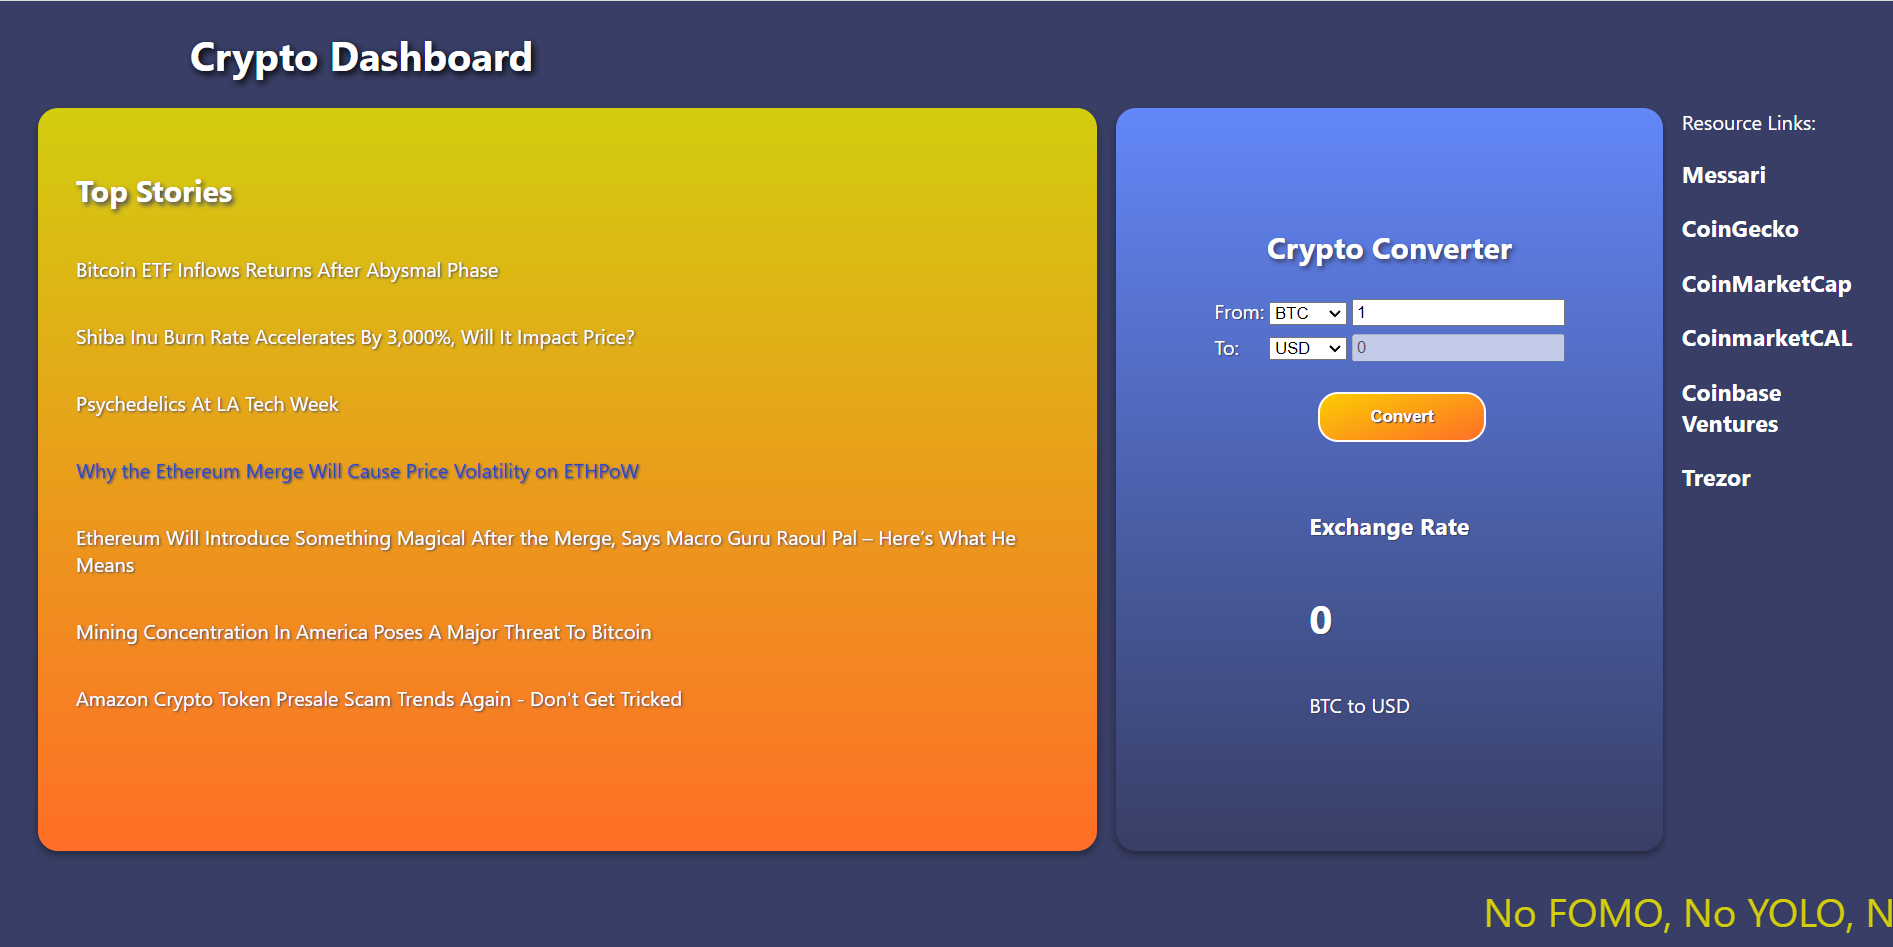 Crypto Dashboard
Top Stories
Bitcoin ETF Inflows Returns After Abysmal Phase
Shiba Inu Burn Rate Accelerates By 3,000%, Will It Impact Price?
Psychedelics At LA Tech Week
Why the Ethereum Merge Will Cause Price Volatility on ETHPoW
Ethereum Will Introduce Something Magical After the Merge, Says Macro Guru Raoul Pal – Here’s What He
Means
Mining Concentration In America Poses A Major Threat To Bitcoin
Amazon Crypto Token Presale Scam Trends Again - Don't Get Tricked
Crypto Converter
From: BTC 1
To: USD 0
Convert
Exchange Rate
0
BTC to USD
Resource Links:
Messari
CoinGecko
CoinMarketCap
CoinmarketCAL
Coinbase
Ventures
Trezor
No FOMO, No YOLO, N